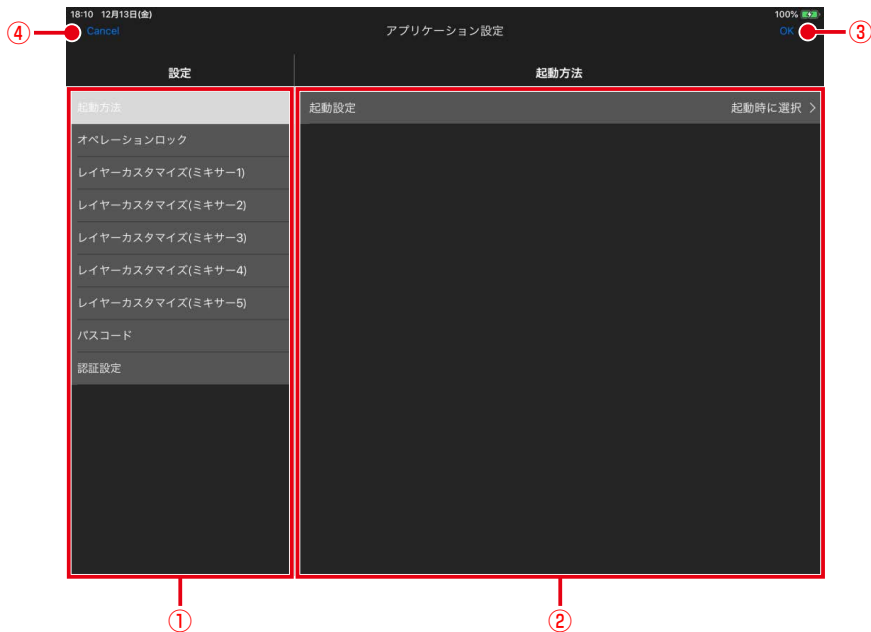 18:10 12月13日(金) 100%
④ Cancel アプリケーション設定 OK ③
設定 起動方法
起動方法 起動設定 起動時に選択 >
オペレーションロック
レイヤーカスタマイズ(ミキサー1)
レイヤーカスタマイズ(ミキサー2)
レイヤーカスタマイズ(ミキサー3)
レイヤーカスタマイズ(ミキサー4)
レイヤーカスタマイズ(ミキサー5)
パスコード
認証設定
① ②